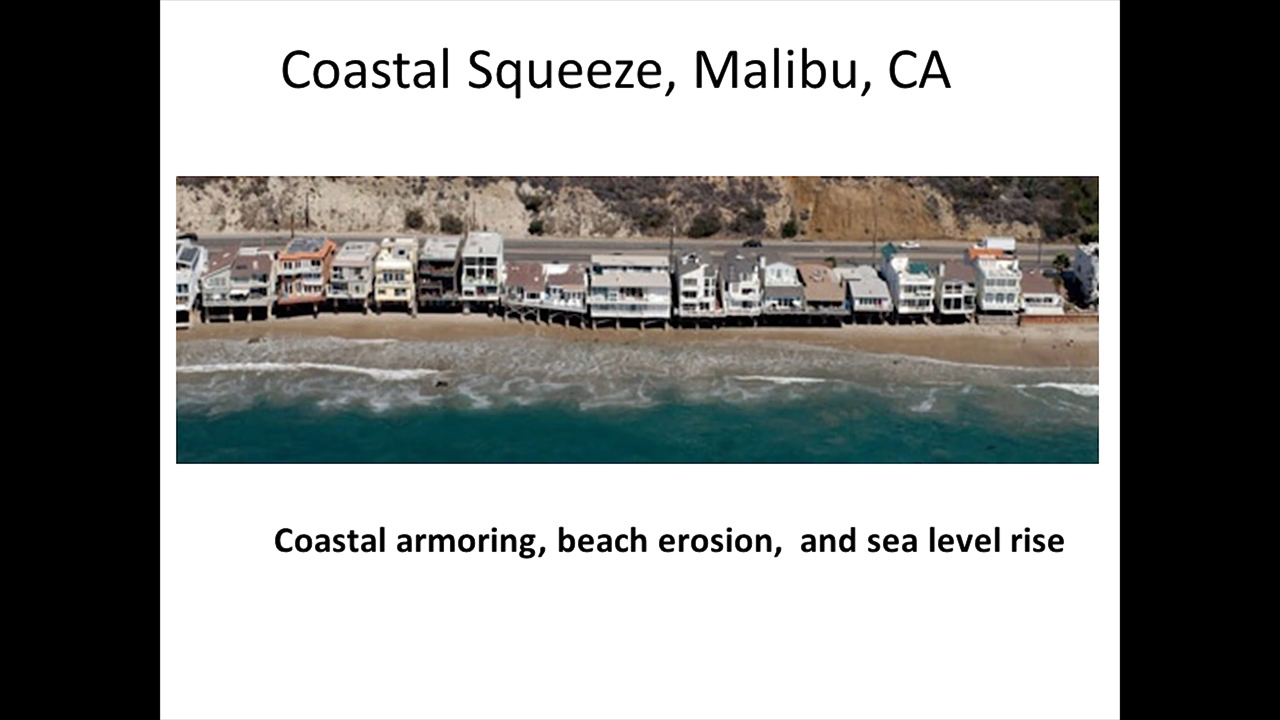 Coastal Squeeze, Malibu, CA
Coastal armoring, beach erosion,  and sea level rise